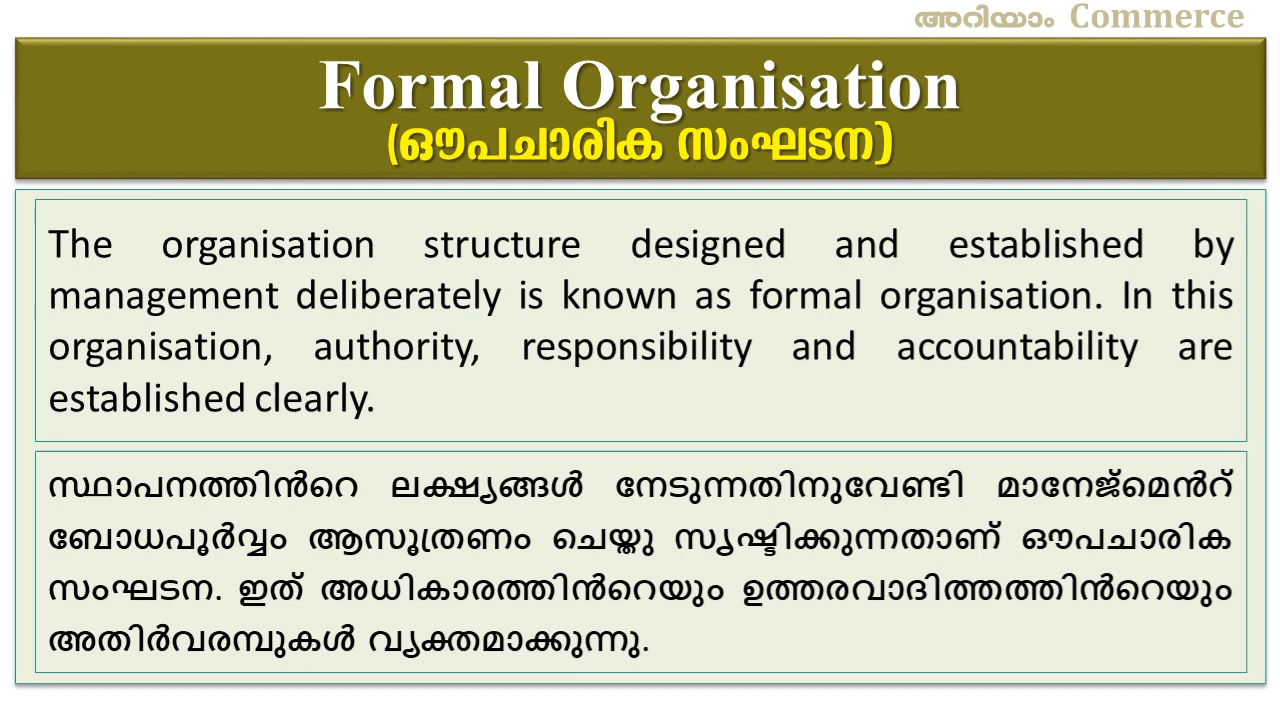 അറിയാം Commerce
Formal Organisation
(ഔപചാരിക സംഘടന)
The organisation structure designed and established by
management deliberately is known as formal organisation. In this
organisation, authority, responsibility and accountability are
established clearly.
സ്ഥാപനത്തിൻറെ ലക്ഷ്യങ്ങൾ നേടുന്നതിനുവേണ്ടി മാനേജ്മെൻറ്
ബോധപൂർവ്വം ആസൂത്രണം ചെയ്തു സൃഷ്ടിക്കുന്നതാണ് ഔപചാരിക
സംഘടന. ഇത് അധികാരത്തിൻറെയും ഉത്തരവാദിത്തത്തിൻറെയും
അതിർവരമ്പുകൾ വ്യക്തമാക്കുന്നു.